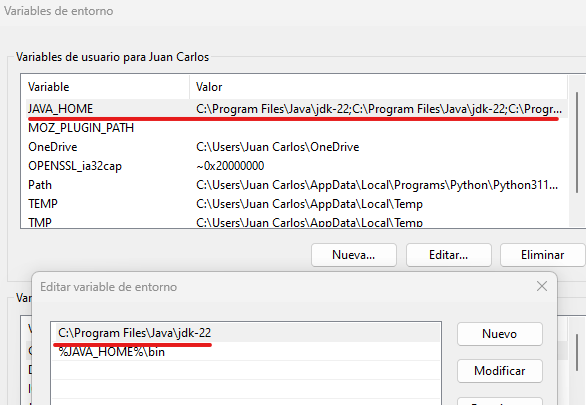 Variables de entorno
Variables de usuario para Juan Carlos
Variable Valor
JAVA_HOME C:\Program Files\Java\jdk-22;C:\Program Files\Java\jdk-22;C:\Progr...
MOZ_PLUGIN_PATH
OneDrive C:\Users\Juan Carlos\OneDrive
OPENSSL_ia32cap ~0x20000000
Path C:\Users\Juan Carlos\AppData\Local\Programs\Python\Python311...
TEMP C:\Users\Juan Carlos\AppData\Local\Temp
TMP C:\Users\Juan Carlos\AppData\Local\Temp
Nueva... Editar... Eliminar
Editar variable de entorno
C:\Program Files\Java\jdk-22
%JAVA_HOME%\bin
Nuevo
Modificar